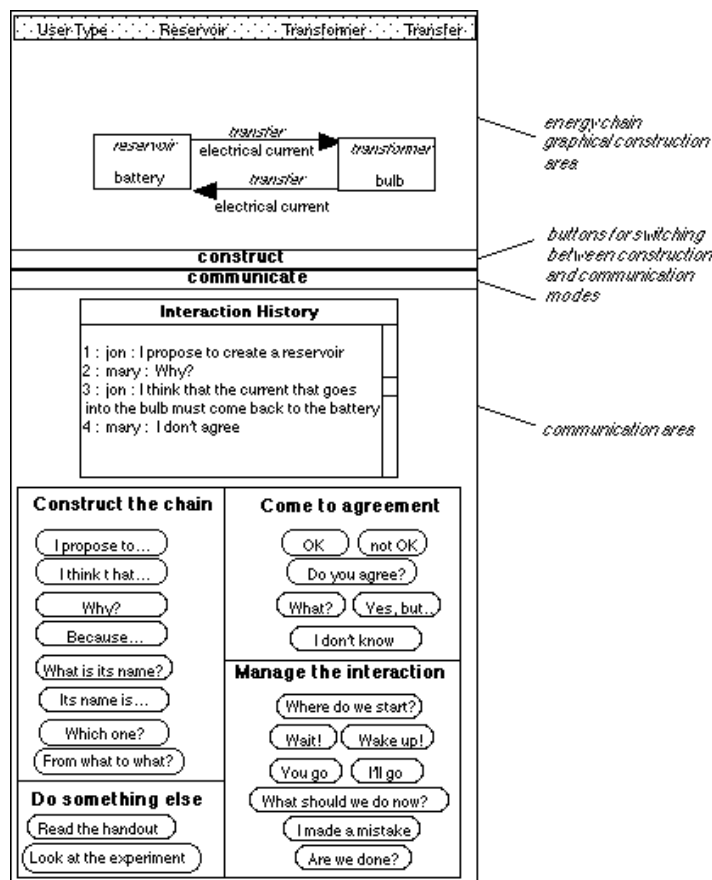 User Type Reservoir Transformer Transfer
transfer
reservoir
electrical current
transformer
battery
transfer
bulb
electrical current
energy chain
graphical construction
area
construct
communicate
buttons for switching
between construction
and communication
modes
Interaction History
1 : jon : I propose to create a reservoir
2 : mary : Why?
3 : jon : I think that the current that goes
into the bulb must come back to the battery
4 : mary : I don't agree
communication area
Construct the chain
I propose to...
I think t hat...
Why?
Because...
What is its name?
Its name is...
Which one?
From what to what?
Do something else
Read the handout
Look at the experiment
Come to agreement
OK not OK
Do you agree?
What? Yes, but..
I don't know
Manage the interaction
Where do we start?
Wait! Wake up!
You go I'll go
What should we do now?
I made a mistake
Are we done?